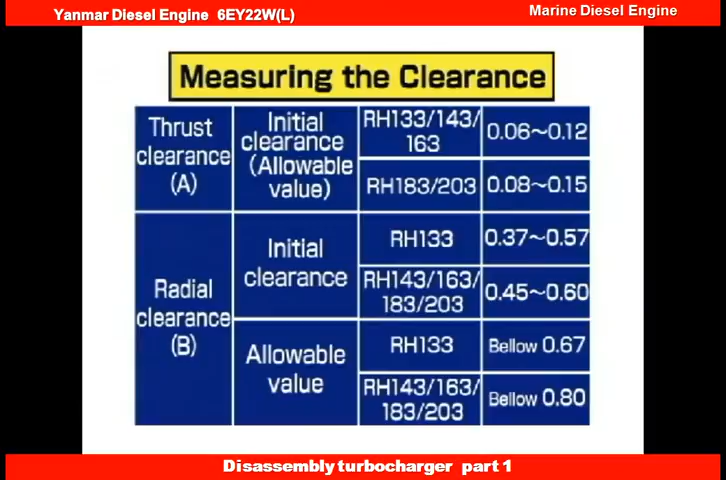 Yanmar Diesel Engine 6EY22W(L)
Marine Diesel Engine
Measuring the Clearance
Thrust
clearance
(A)
Initial
clearance
(Allowable
value)
RH133/143/
163
0.06～0.12
RH183/203
0.08～0.15
Radial
clearance
(B)
Initial
clearance
RH133
0.37～0.57
RH143/163/
183/203
0.45～0.60
Allowable
value
RH133
Bellow 0.67
RH143/163/
183/203
Bellow 0.80
Disassembly turbocharger part 1